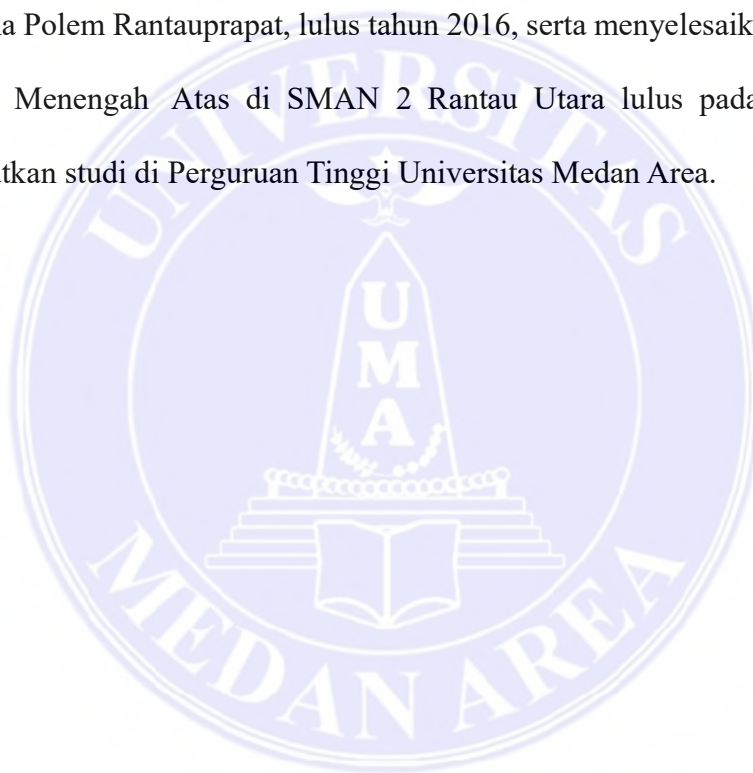 a Polem Rantauprapat, lulus tahun 2016, serta menyelesaik
Menengah Atas di SMAN 2 Rantau Utara lulus pada
tkan studi di Perguruan Tinggi Universitas Medan Area.
UNIVERSITAS
UMA
MEDAN AREA